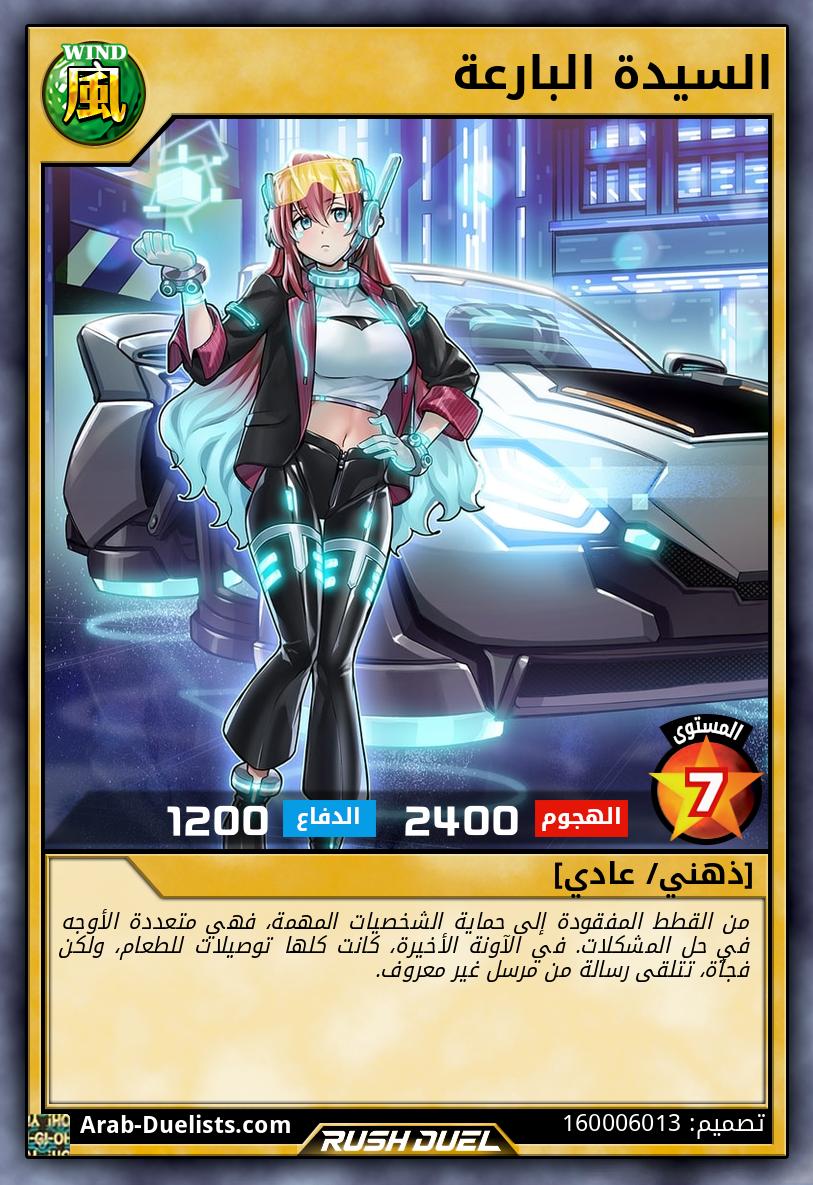 WIND
風
السيدة البارعة
المستوى
7
الهجوم 2400 الدفاع 1200
[ذهني/ عادي]
من القطط المفقودة إلى حماية الشخصيات المهمة، فهي متعددة الأوجه
في حل المشكلات. في الآونة الأخيرة، كانت كلها توصيلات للطعام، ولكن
فجأة، تتلقى رسالة من مرسل غير معروف.
تصميم: 160006013
RUSH DUEL
Arab-Duelists.com